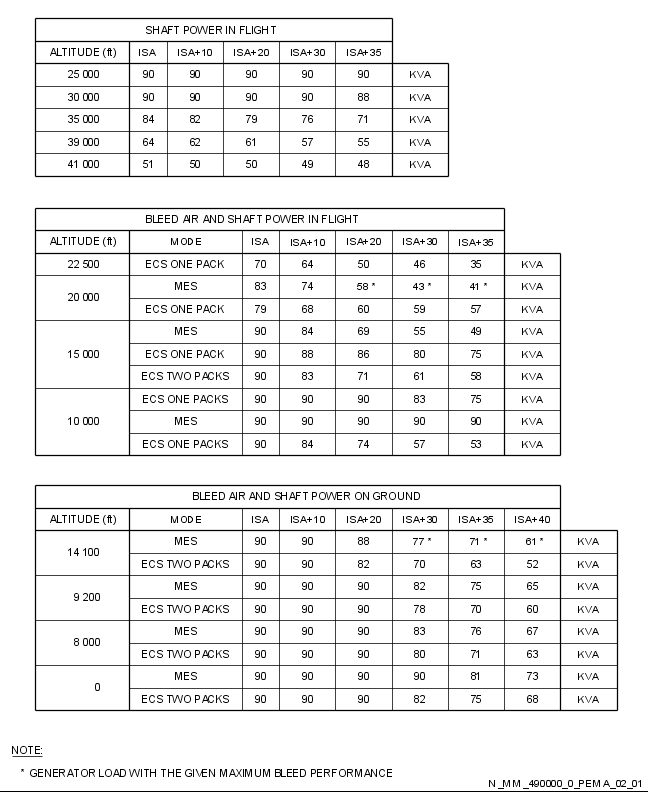 SHAFT POWER IN FLIGHT
ALTITUDE (ft) ISA ISA+10 ISA+20 ISA+30 ISA+35
25 000 90 90 90 90 90 KVA
30 000 90 90 90 90 88 KVA
35 000 84 82 79 76 71 KVA
39 000 64 62 61 57 55 KVA
41 000 51 50 50 49 48 KVA
BLEED AIR AND SHAFT POWER IN FLIGHT
ALTITUDE (ft) MODE ISA ISA+10 ISA+20 ISA+30 ISA+35
22 500 ECS ONE PACK 70 64 50 46 35 KVA
20 000 MES 83 74 58 * 43 * 41 * KVA
ECS ONE PACK 79 68 60 59 57 KVA
MES 90 84 69 55 49 KVA
15 000 ECS ONE PACK 90 88 86 80 75 KVA
ECS TWO PACKS 90 83 71 61 58 KVA
ECS ONE PACKS 90 90 90 83 75 KVA
10 000 MES 90 90 90 90 90 KVA
ECS ONE PACKS 90 84 74 57 53 KVA
BLEED AIR AND SHAFT POWER ON GROUND
ALTITUDE (ft) MODE ISA ISA+10 ISA+20 ISA+30 ISA+35 ISA+40
14 100 MES 90 90 88 77 * 71 * 61 * KVA
ECS TWO PACKS 90 90 82 70 63 52 KVA
9 200 MES 90 90 90 82 75 65 KVA
ECS TWO PACKS 90 90 90 78 70 60 KVA
8 000 MES 90 90 90 83 76 67 KVA
ECS TWO PACKS 90 90 90 80 71 63 KVA
0 MES 90 90 90 90 81 73 KVA
ECS TWO PACKS 90 90 90 82 75 68 KVA
NOTE:
* GENERATOR LOAD WITH THE GIVEN MAXIMUM BLEED PERFORMANCE
N_MM_490000_0_PEMA_02_01